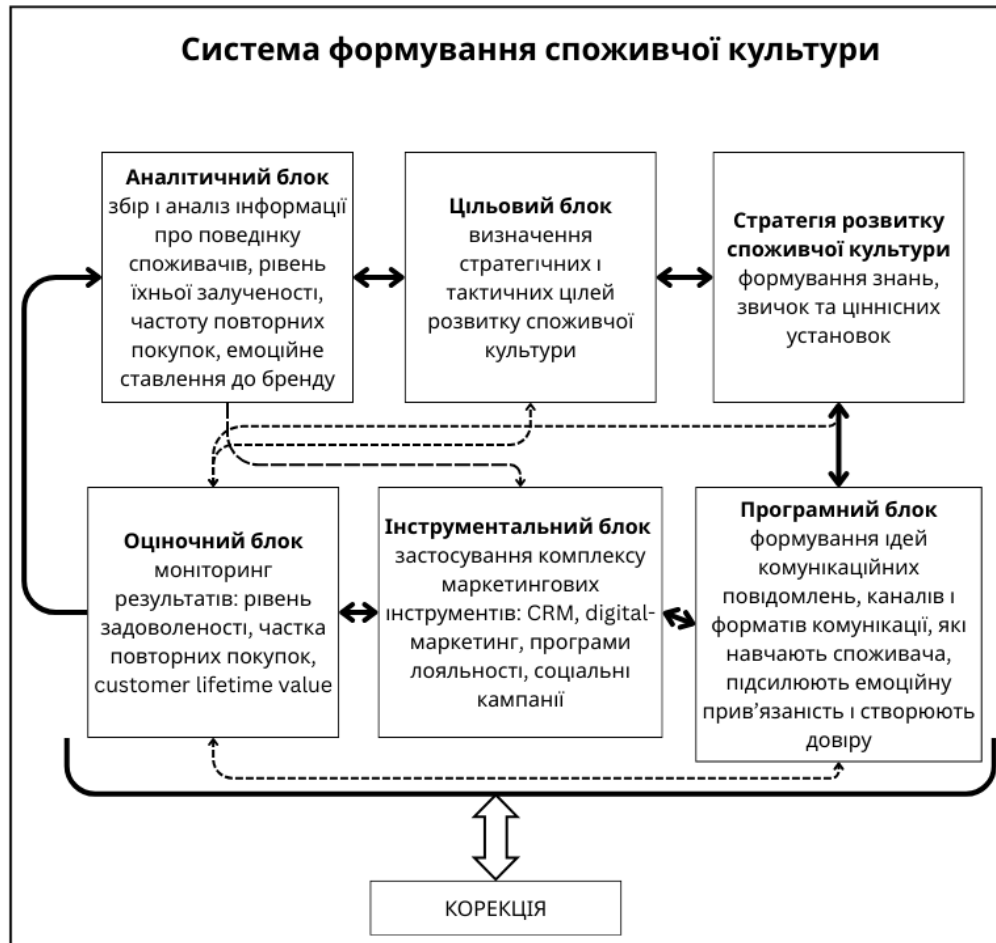 Система формування споживчої культури
Аналітичний блок
збір і аналіз інформації
про поведінку
споживачів, рівень
їхньої залученості,
частоту повторних
покупок, емоційне
ставлення до бренду
Цільовий блок
визначення
стратегічних і
тактичних цілей
розвитку споживчої
культури
Стратегія розвитку
споживчої культури
формування знань,
звичок та ціннісних
установок
Оціночний блок
моніторинг
результатів: рівень
задоволеності, частка
повторних покупок,
customer lifetime value
Інструментальний блок
застосування комплексу
маркетингових
інструментів: CRM, digital-
маркетинг, програми
лояльності, соціальні
кампанії
Програмний блок
формування ідей
комунікаційних
повідомлень, каналів і
форматів комунікації, які
навчають споживача,
підсилюють емоційну
прив’язаність і створюють
довіру
КОРЕКЦІЯ